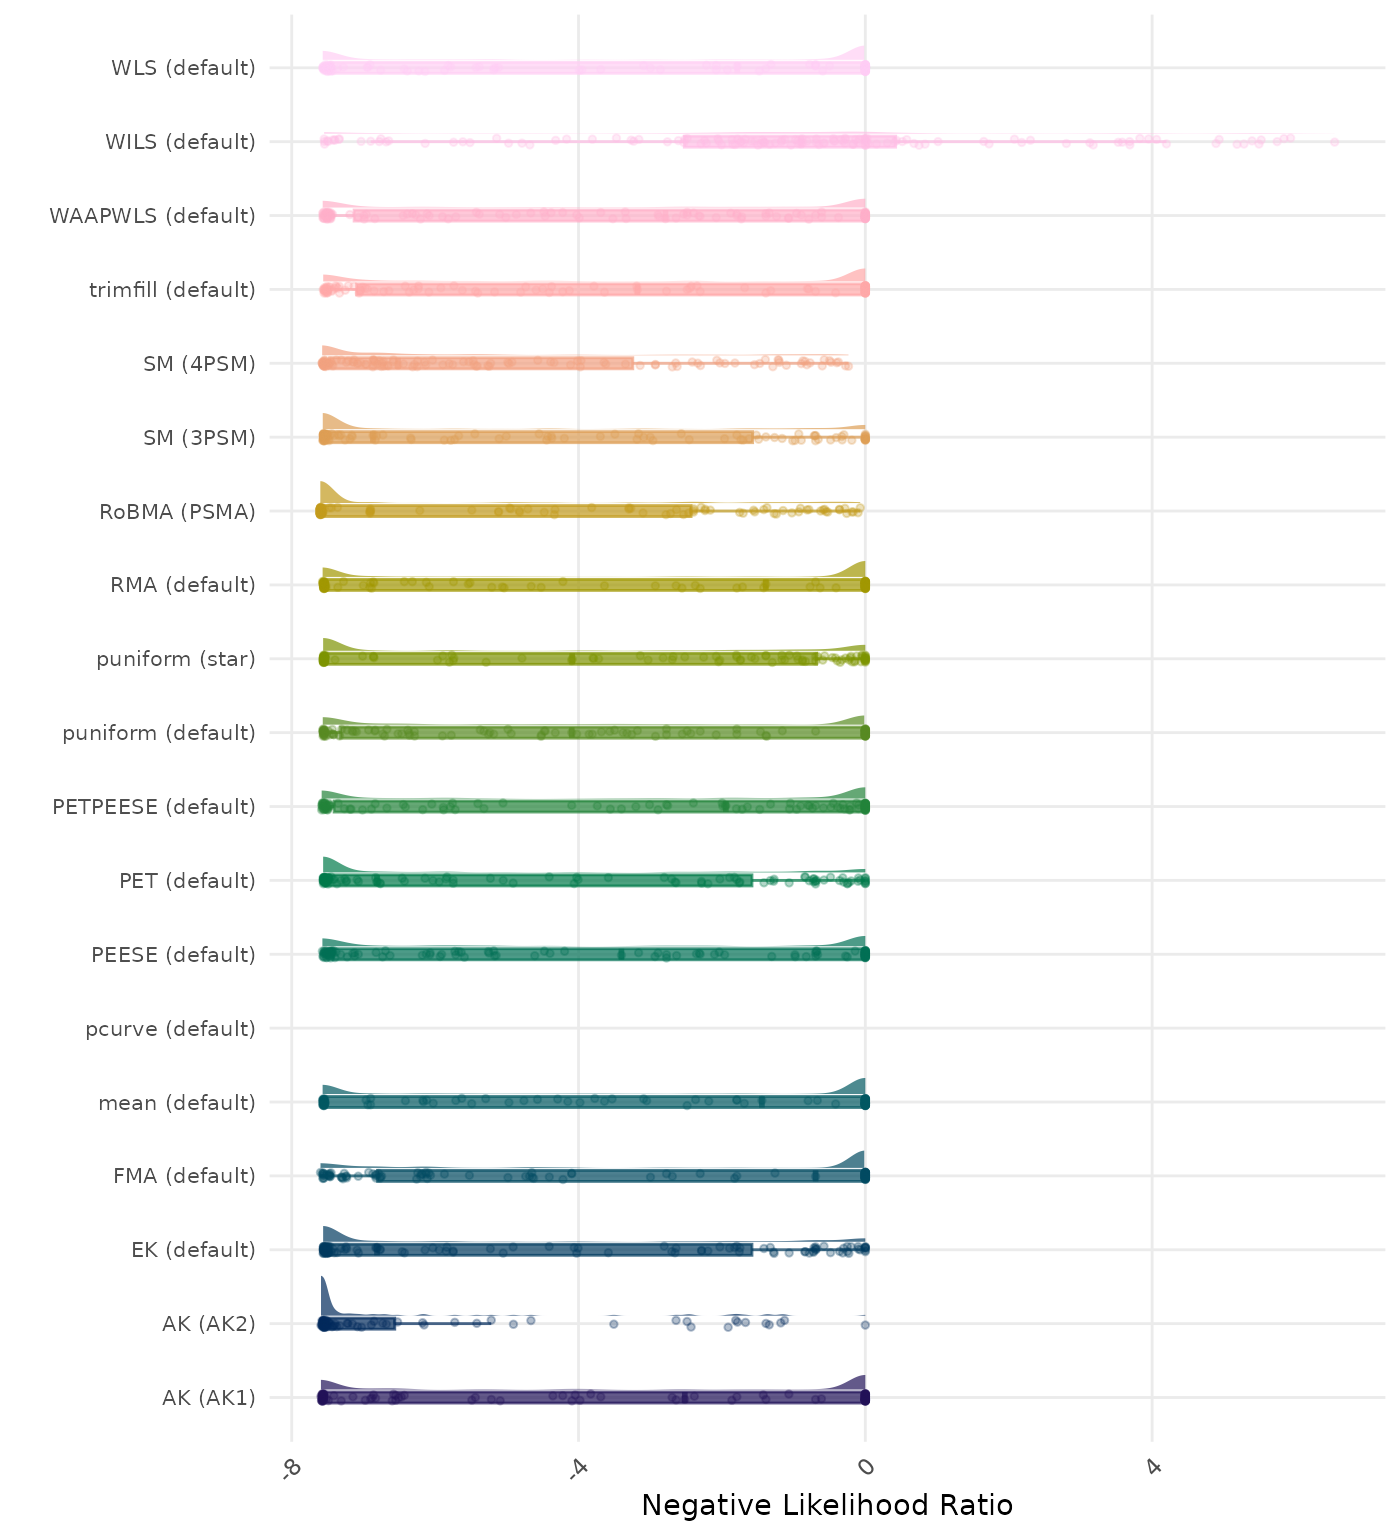 WLS (default)
WILS (default)
WAAPWLS (default)
trimfill (default)
SM (4PSM)
SM (3PSM)
RoBMA (PSMA)
RMA (default)
puniform (star)
puniform (default)
PETPEESE (default)
PET (default)
PEESE (default)
pcurve (default)
mean (default)
FMA (default)
EK (default)
AK (AK2)
AK (AK1)
-8
-4
0
4
Negative Likelihood Ratio